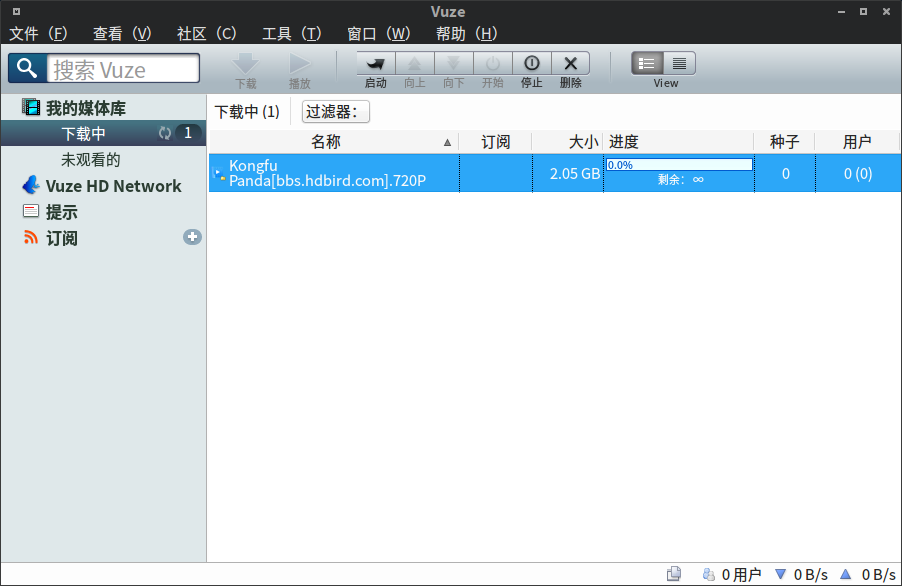 Vuze
文件 (F) 查看 (V) 社区 (C) 工具 (T) 窗口 (W) 帮助 (H)
搜索 Vuze
下载 播放 启动 向上 向下 开始 停止 删除 View
我的媒体库
下载中 1
未观看的
Vuze HD Network
提示
订阅
下载中 (1) 过滤器：
名称 订阅 大小 进度 种子 用户
Kongfu
Panda[bbs.hdbird.com].720P
2.05 GB
0.0%
剩余： ∞
0
0 (0)
0 用户 0 B/s 0 B/s